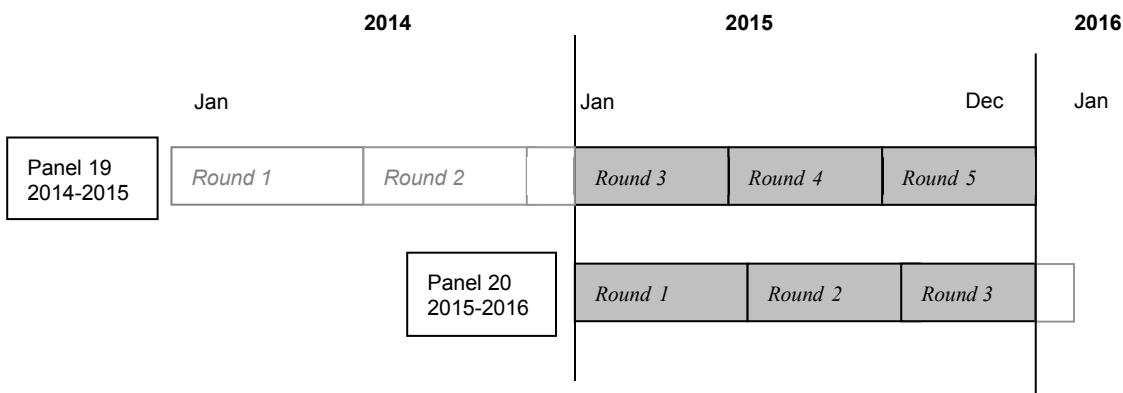 2014 2015 2016
Jan Jan Dec Jan
Panel 19
2014-2015
Round 1 Round 2 Round 3 Round 4 Round 5
Panel 20
2015-2016
Round 1 Round 2 Round 3